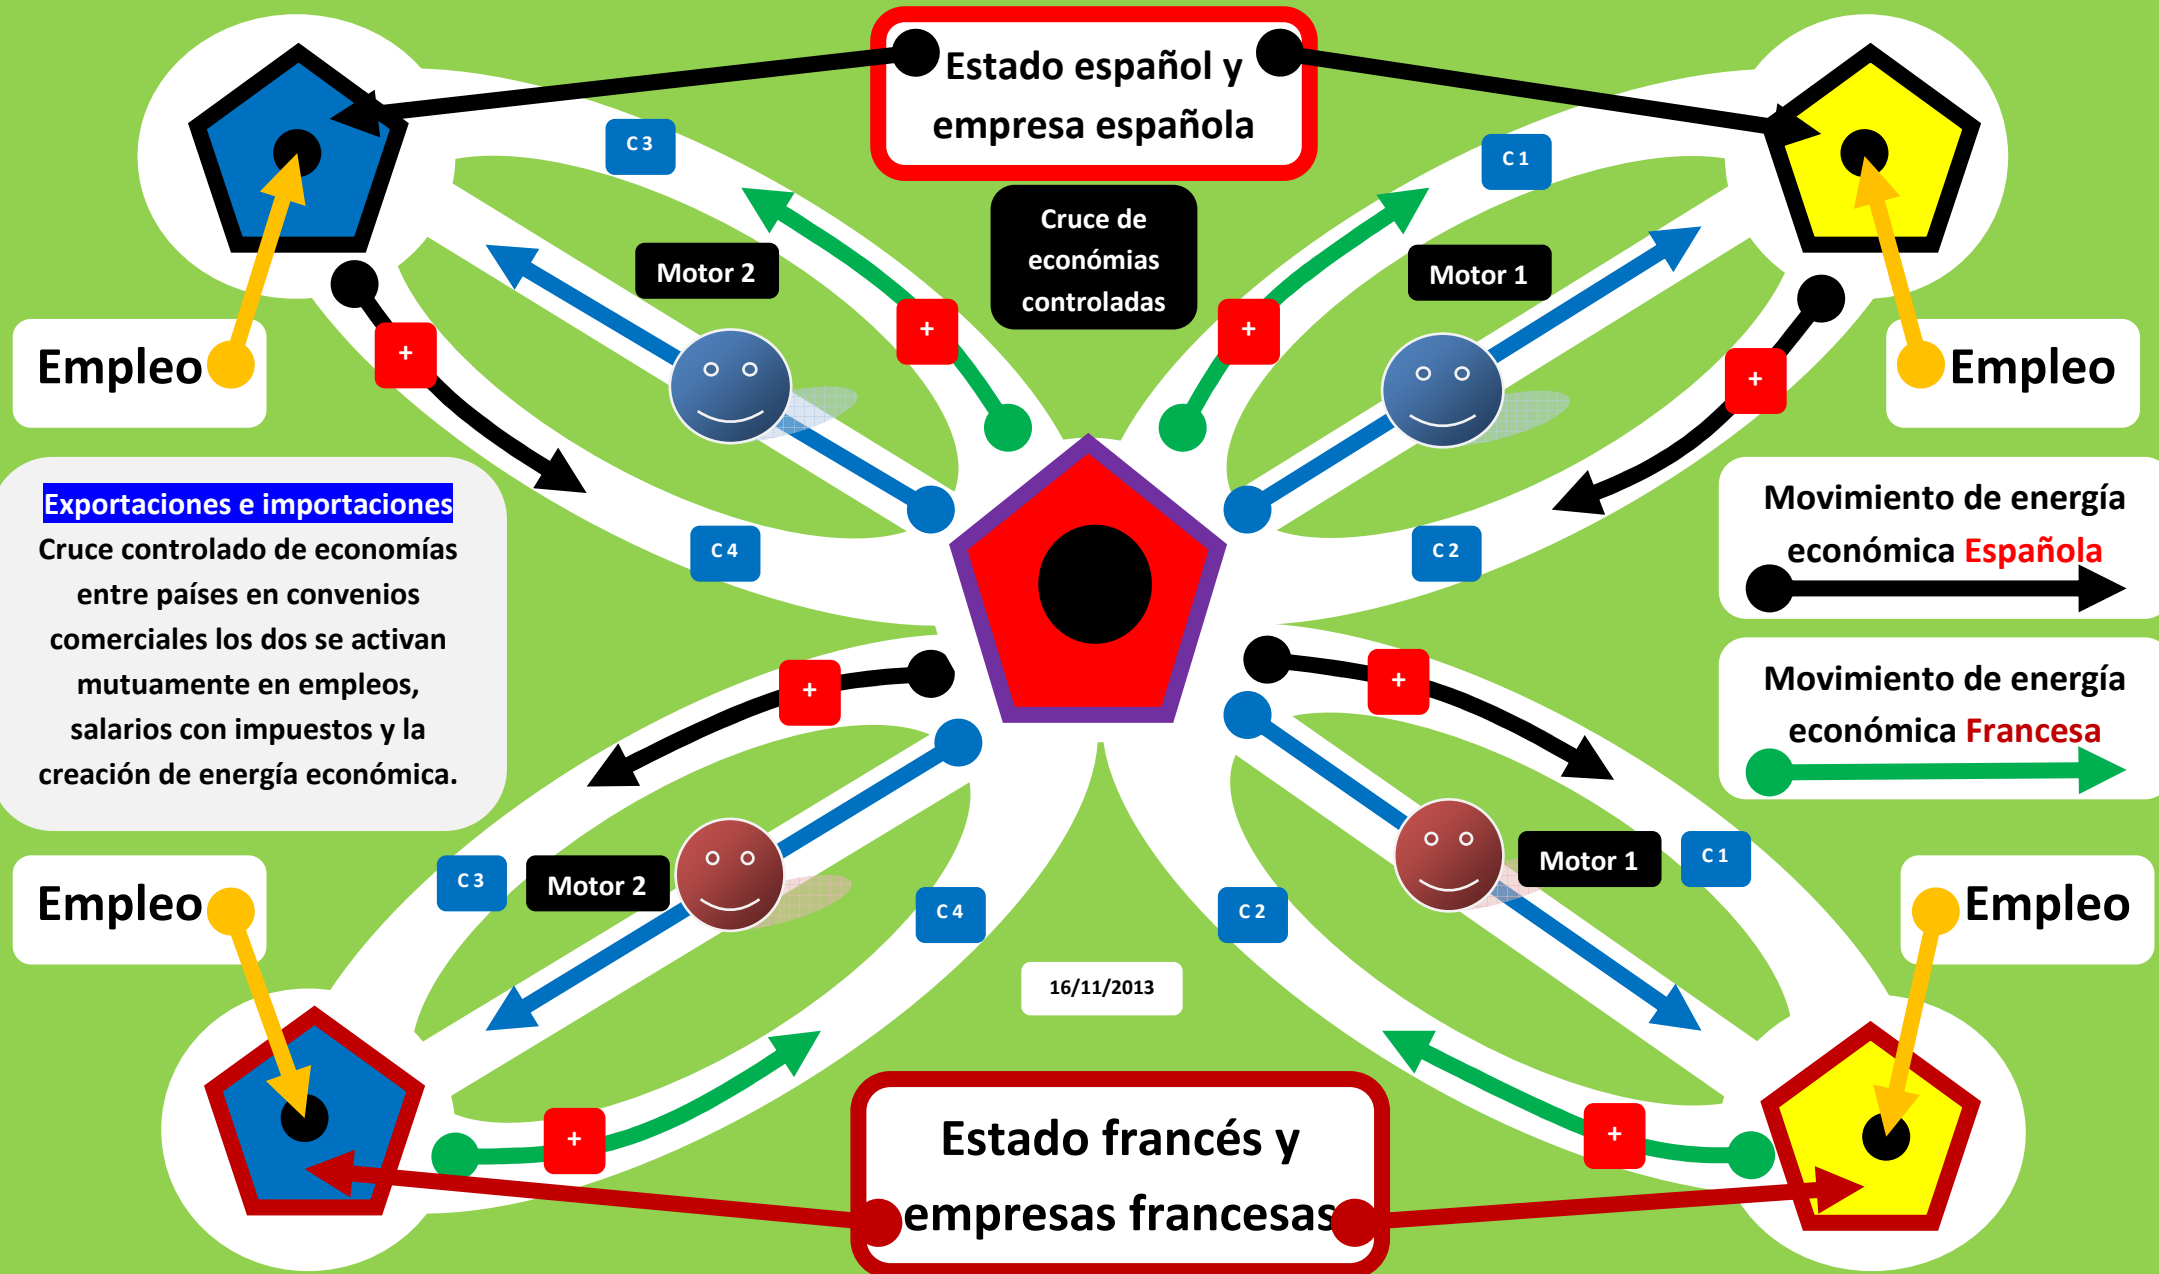 Estado español y
empresa española
C 3
C 1
Cruce de
económias
controladas
Motor 2
Motor 1
+
+
+
+
Empleo
Empleo
Exportaciones e importaciones
Cruce controlado de economías
entre países en convenios
comerciales los dos se activan
mutuamente en empleos,
salarios con impuestos y la
creación de energía económica.
C 4
C 2
Movimiento de energía
económica Española
Movimiento de energía
económica Francesa
+
+
Empleo
C 3
Motor 2
C 4
C 2
Motor 1
C 1
Empleo
16/11/2013
+
+
Estado francés y
empresas francesas